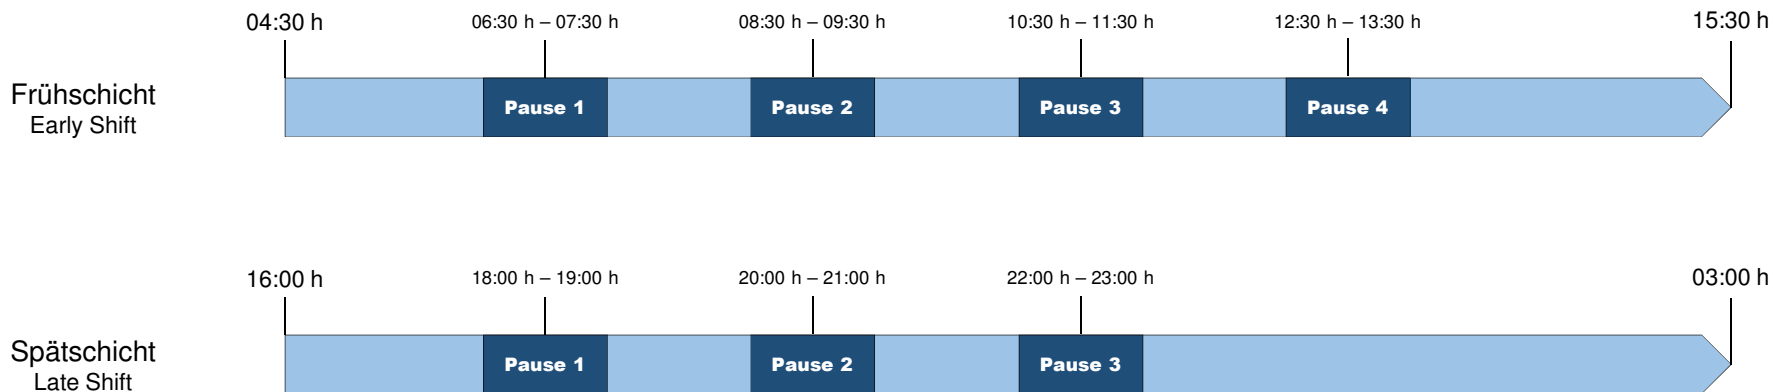 04:30 h 06:30 h – 07:30 h 08:30 h – 09:30 h 10:30 h – 11:30 h 12:30 h – 13:30 h 15:30 h
Frühschicht
Early Shift
Pause 1 Pause 2 Pause 3 Pause 4
16:00 h 18:00 h – 19:00 h 20:00 h – 21:00 h 22:00 h – 23:00 h 03:00 h
Spätschicht
Late Shift
Pause 1 Pause 2 Pause 3